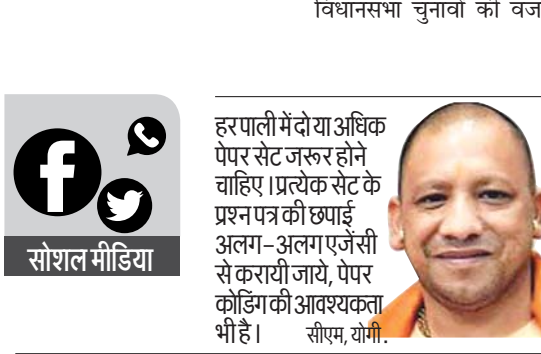 विधानसभा चुनावों की वज
सोशल मीडिया
हर पाली में दो या अधिक
पेपर सेट जरूर होने
चाहिए । प्रत्येक सेट के
प्रश्न पत्र की छपाई
अलग-अलग एजेंसी
से करायी जाये, पेपर
कोडिंग की आवश्यकता
भी है । सीएम, योगी.